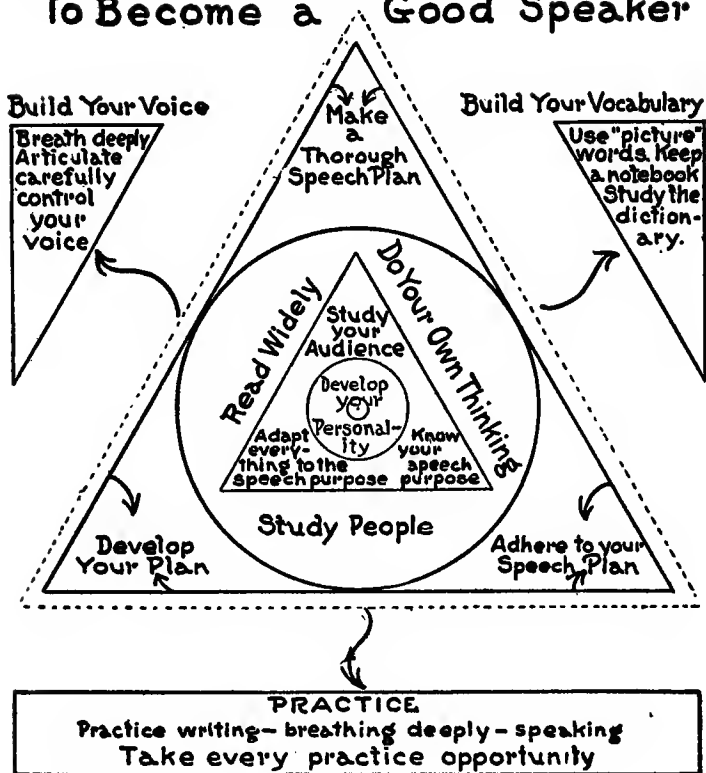 To Become a Good Speaker
Build Your Voice
Breath deeply
Articulate
carefully
control
your
voice
Build Your Vocabulary
Use "picture"
words. Keep
a notebook
Study the
diction-
ary.
Make
a
Thorough
Speech Plan
Read Widely
Do Your Own Thinking
Study
your
Audience
Develop
your
Personal-
ity
Adapt
every-
thing to the
speech purpose
Know
your
speech
purpose
Study People
Develop
Your Plan
Adhere to your
Speech Plan
PRACTICE
Practice writing – breathing deeply – speaking
Take every practice opportunity